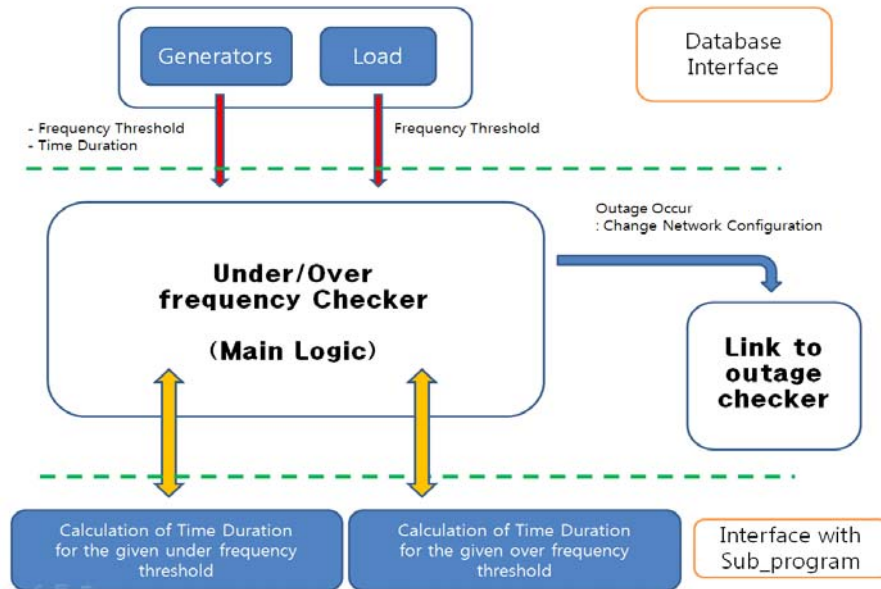 Generators
Load
Database
Interface
- Frequency Threshold
- Time Duration
Frequency Threshold
Outage Occur
: Change Network Configuration
Under/Over
frequency Checker
(Main Logic)
Link to
outage
checker
Calculation of Time Duration
for the given under frequency
threshold
Calculation of Time Duration
for the given over frequency
threshold
Interface with
Sub_program